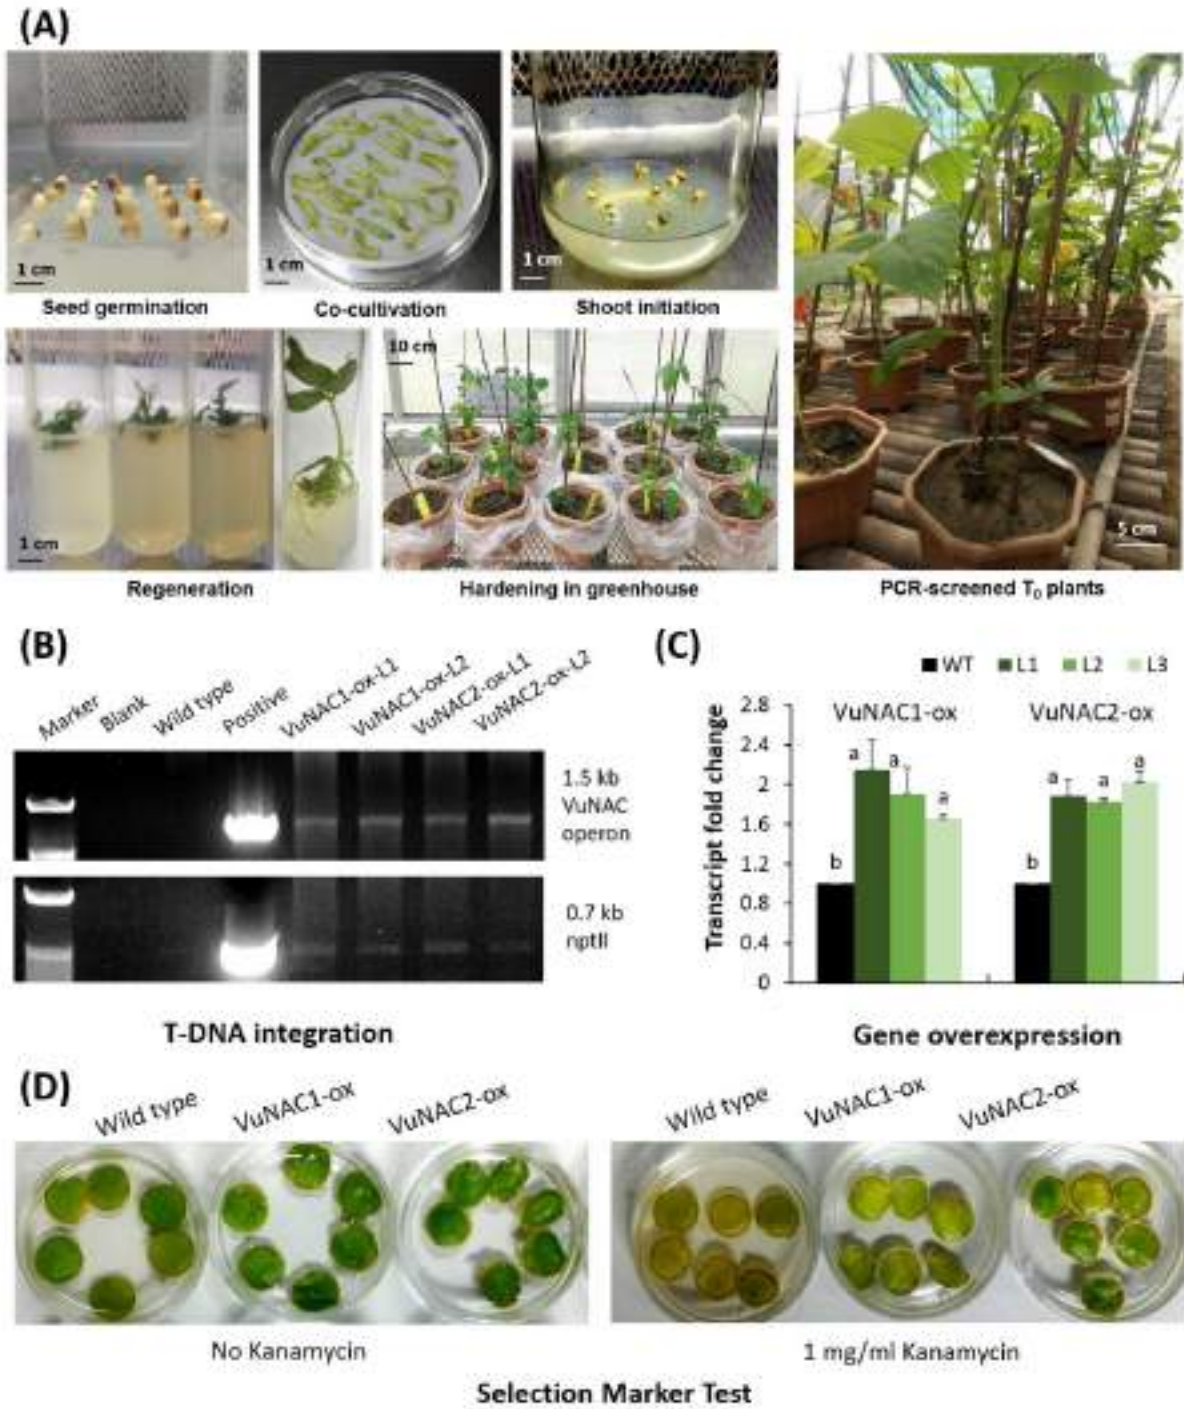 (A)
1 cm
1 cm
1 cm
Seed germination
Co-cultivation
Shoot initiation
10 cm
1 cm
5 cm
Regeneration
Hardening in greenhouse
PCR-screened T₀ plants
(B)
Marker
Blank
Wild type
Positive
VuNAC1-ox-L1
VuNAC1-ox-L2
VuNAC2-ox-L1
VuNAC2-ox-L2
1.5 kb
VuNAC
operon
0.7 kb
nptII
T-DNA integration
(C)
WT
L1
L2
L3
VuNAC1-ox
VuNAC2-ox
Transcript fold change
2.8
2.4
2
1.6
1.2
0.8
0.4
0
b
a
a
a
b
a
a
a
Gene overexpression
(D)
Wild type
VuNAC1-ox
VuNAC2-ox
Wild type
VuNAC1-ox
VuNAC2-ox
No Kanamycin
1 mg/ml Kanamycin
Selection Marker Test